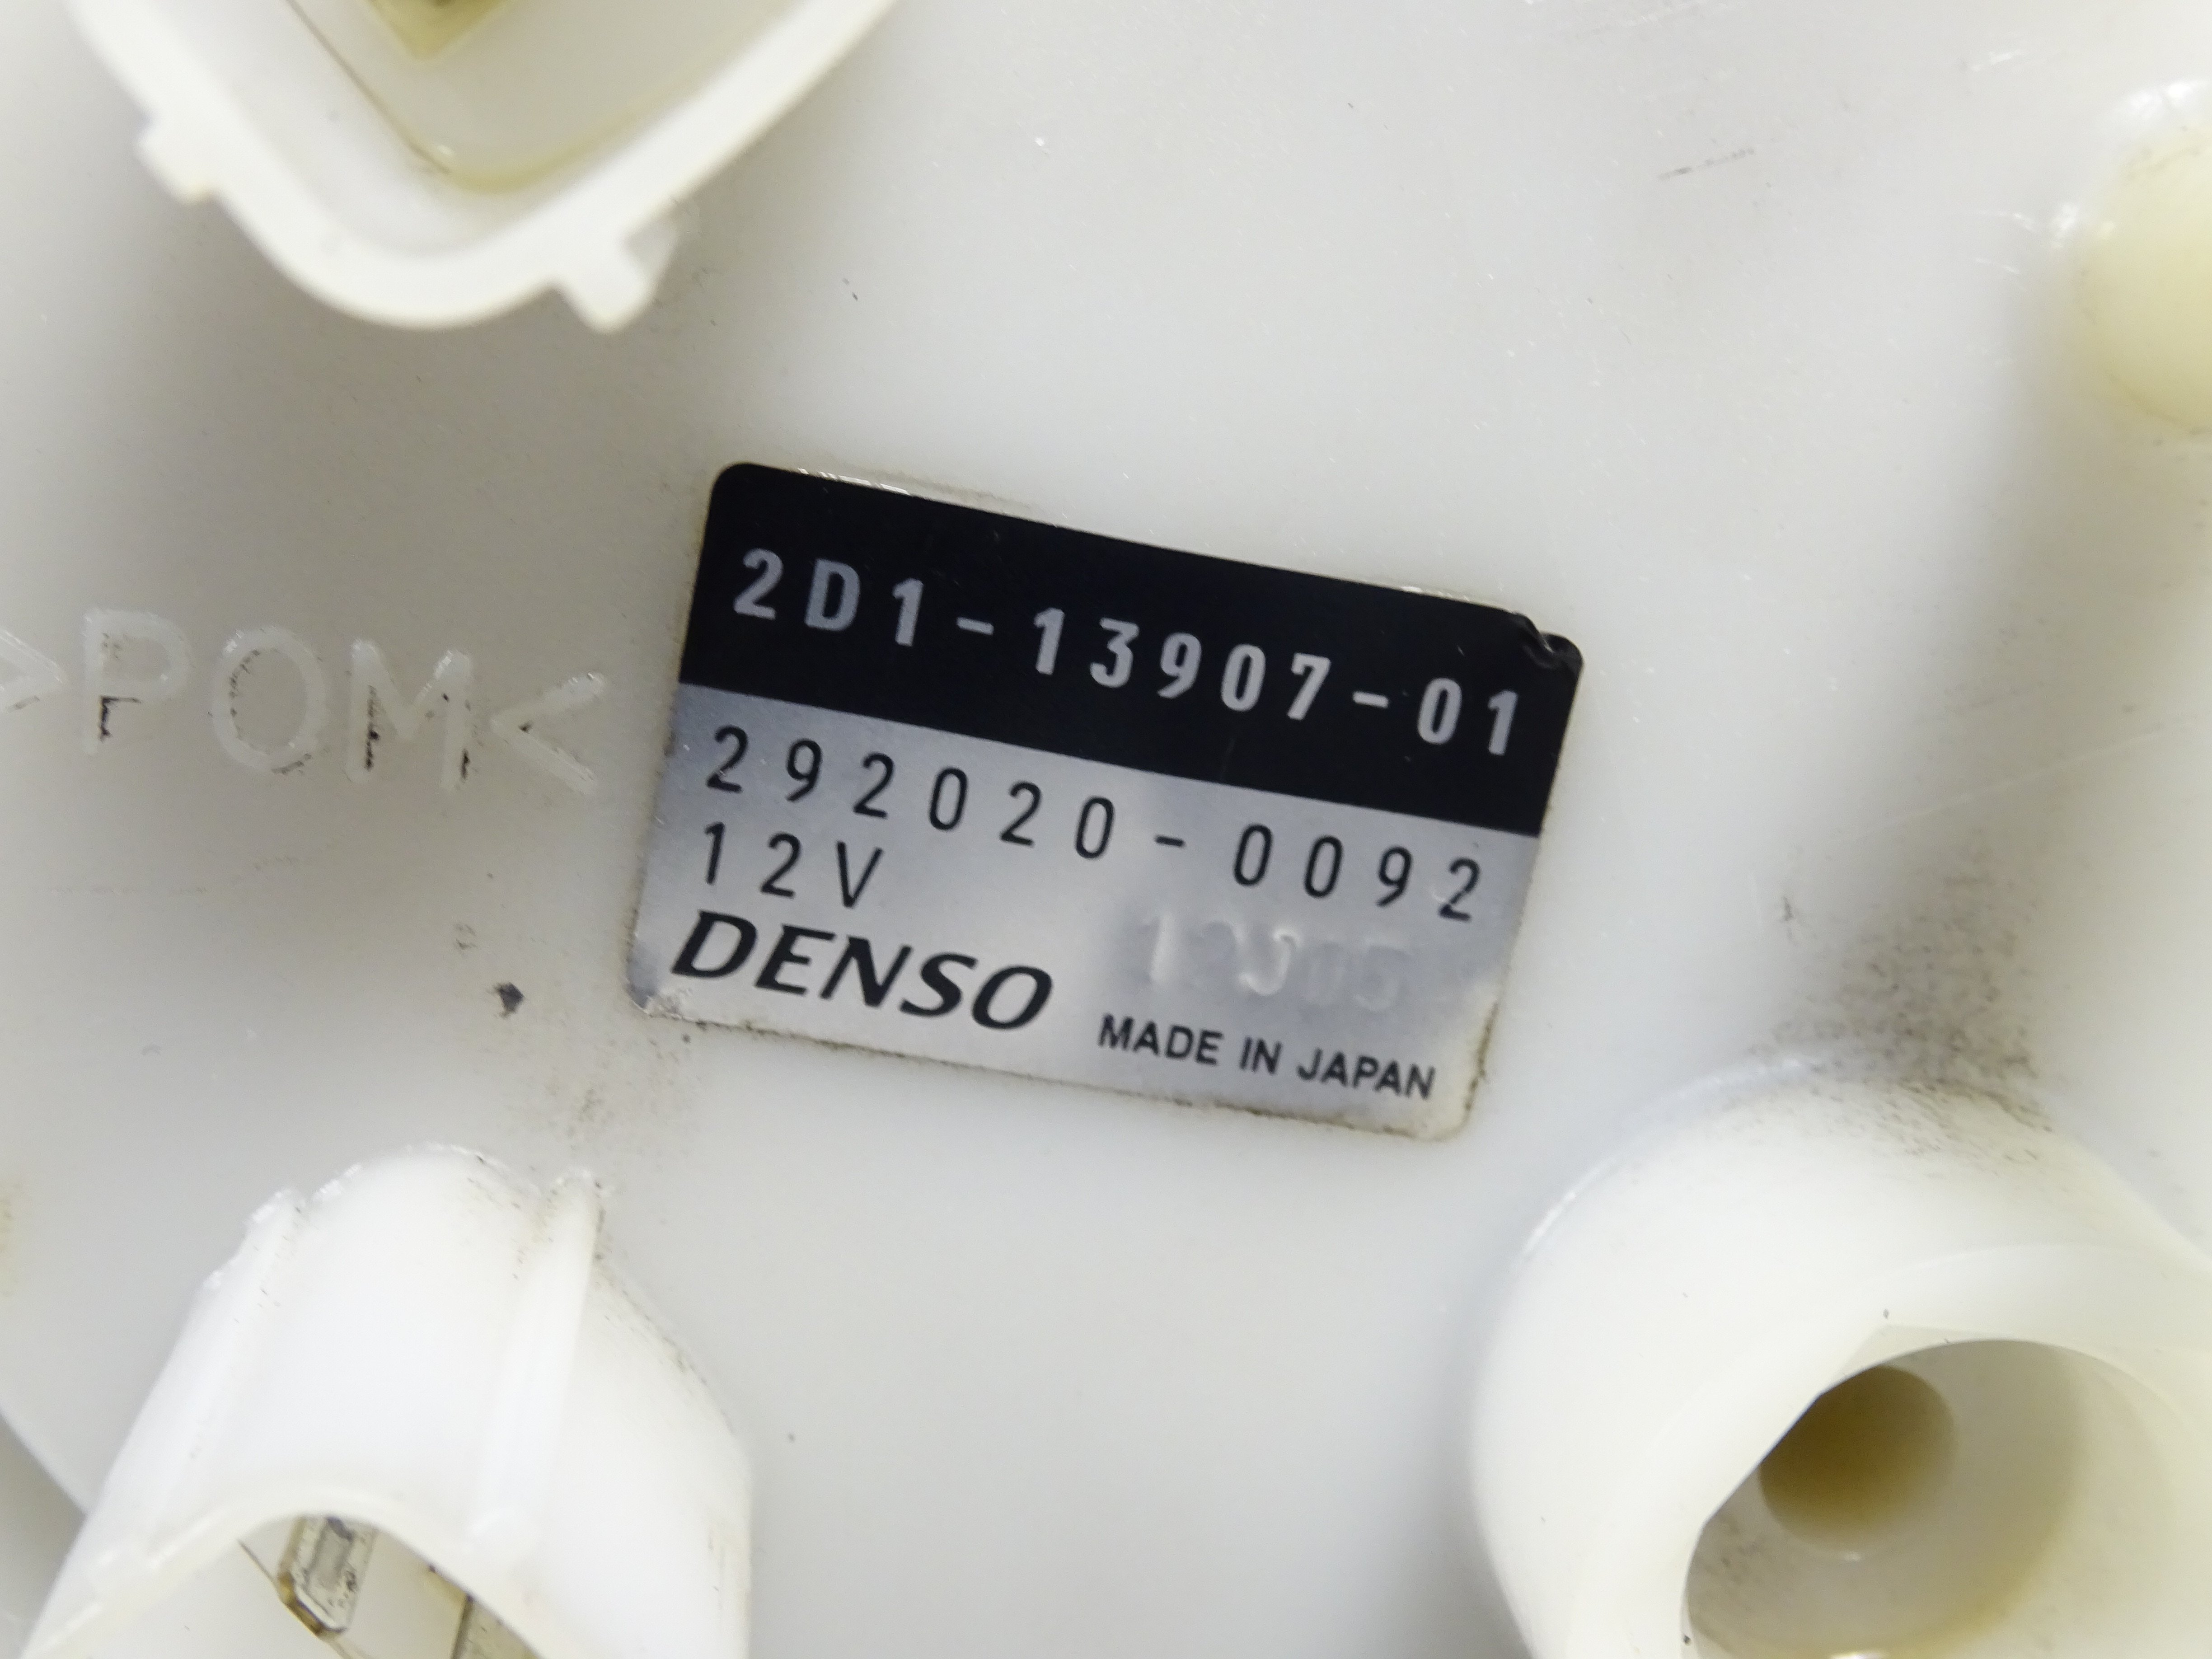 >POM<
2D1-13907-01
292020-0092
12V
DENSO
MADE IN JAPAN